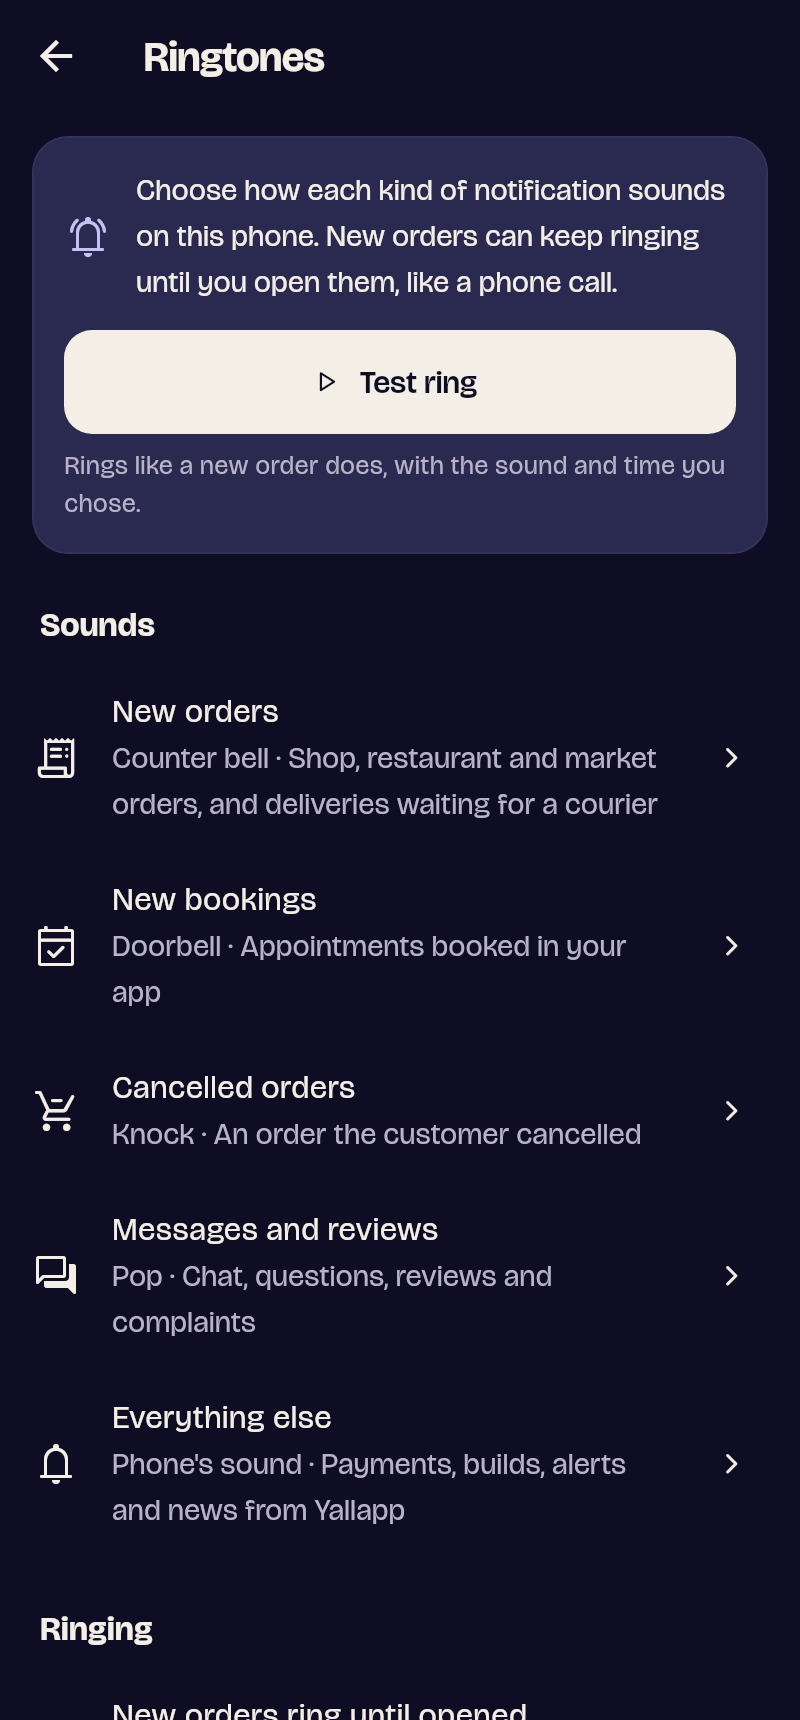 Ringtones
Choose how each kind of notification sounds
on this phone. New orders can keep ringing
until you open them, like a phone call.
Test ring
Rings like a new order does, with the sound and time you
chose.
Sounds
New orders
Counter bell · Shop, restaurant and market
orders, and deliveries waiting for a courier
New bookings
Doorbell · Appointments booked in your
app
Cancelled orders
Knock · An order the customer cancelled
Messages and reviews
Pop · Chat, questions, reviews and
complaints
Everything else
Phone's sound · Payments, builds, alerts
and news from Yallapp
Ringing
New orders ring until opened